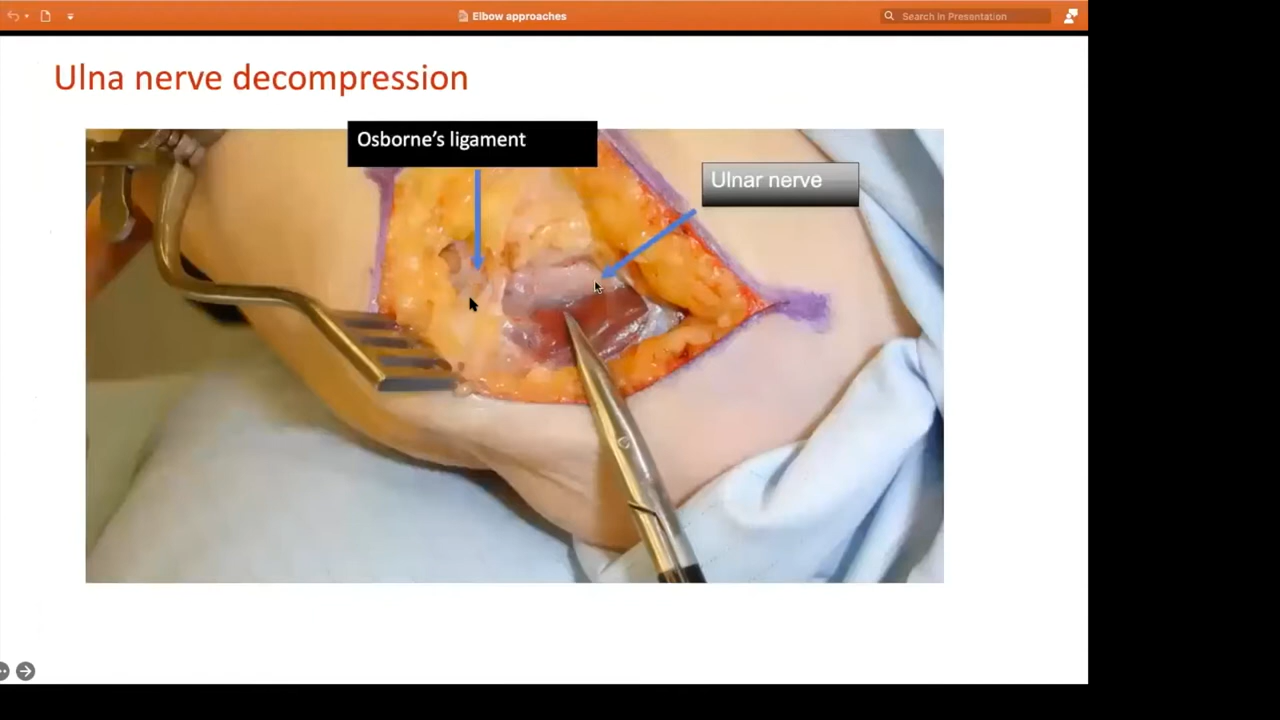 Elbow approaches
Search in Presentation
Ulna nerve decompression
Osborne's ligament
Ulnar nerve